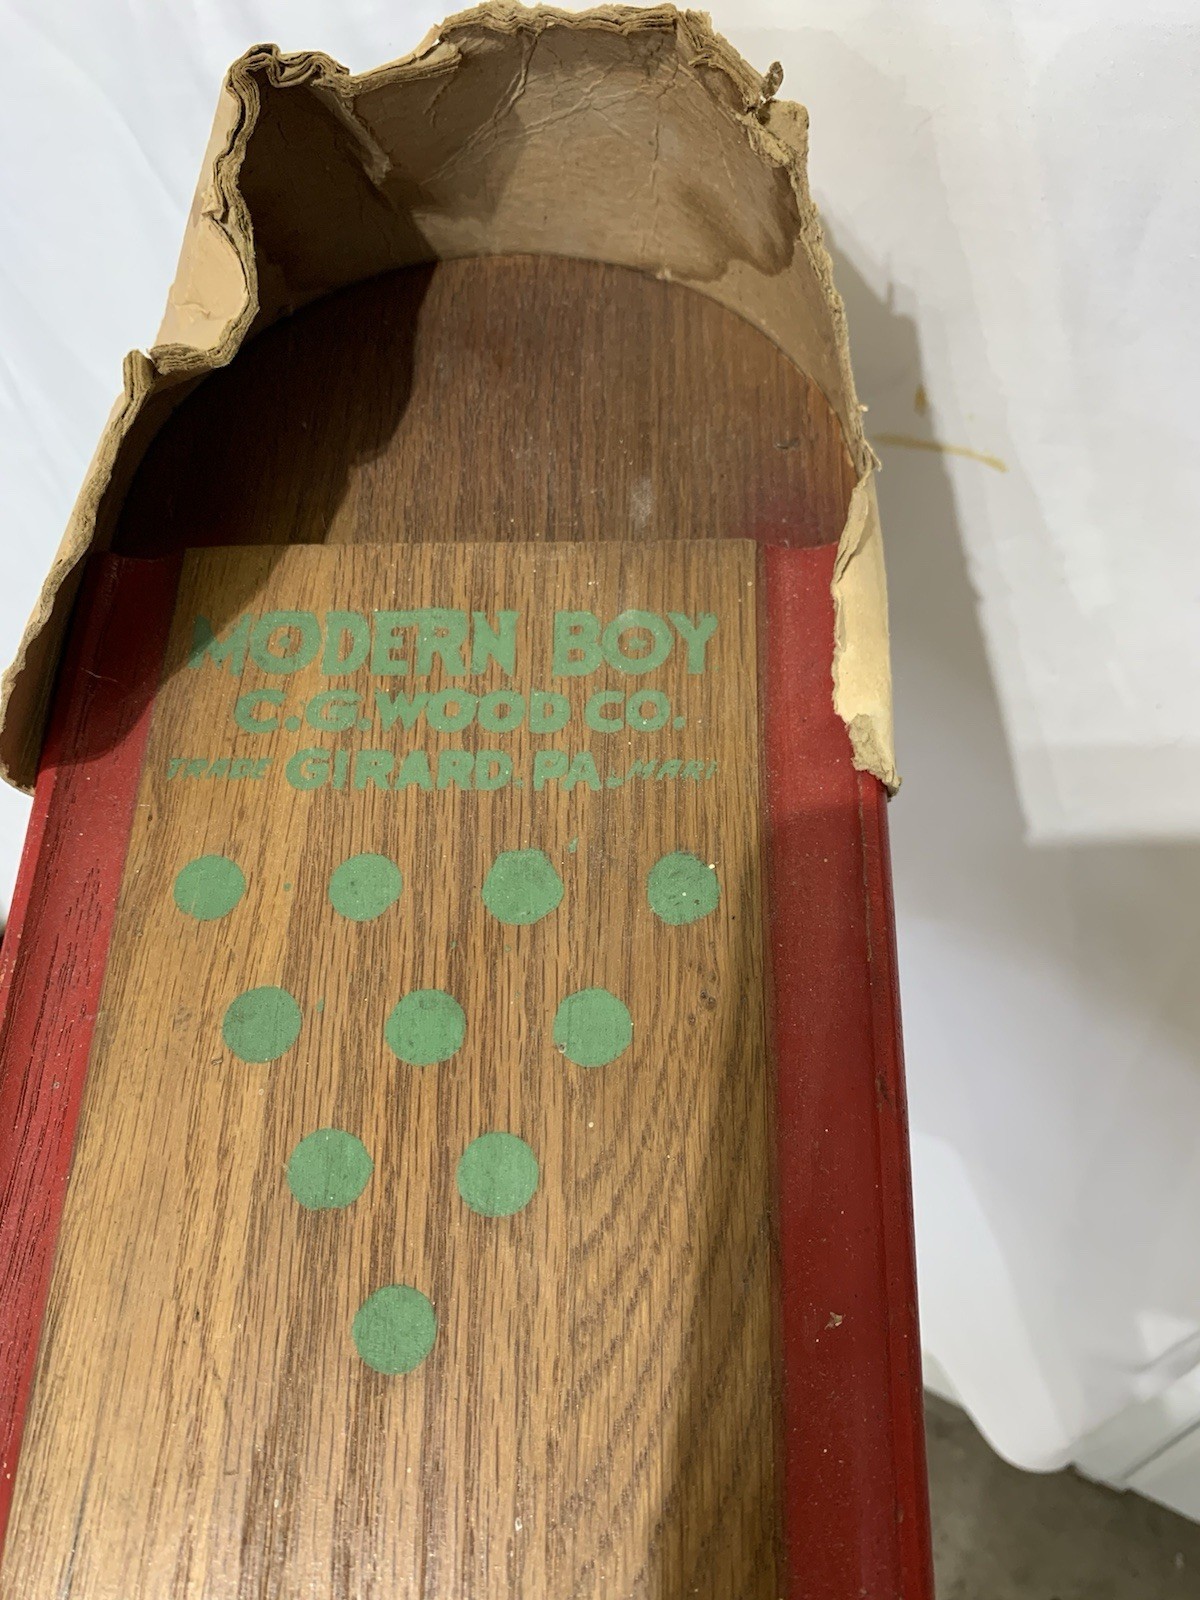 MODERN BOY
C.G.WOOD CO.
TRADE GIRARD.PA. MARK